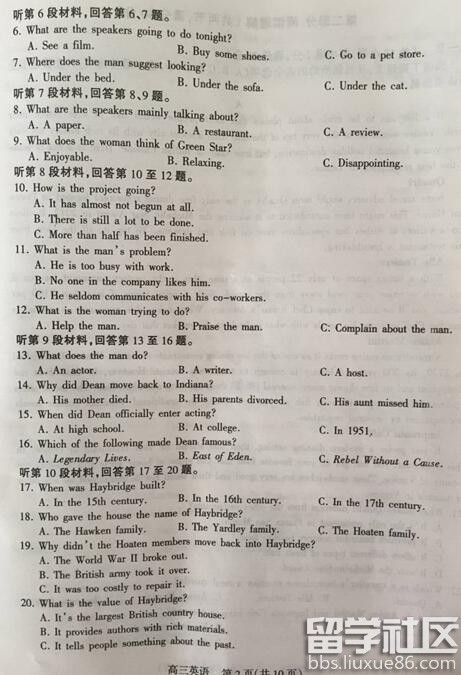 听第6段材料,回答第6、7题。
6. What are the speakers going to do tonight?
A. See a film. B. Buy some shoes. C. Go to a pet store.
7. Where does the man suggest looking?
A. Under the bed. B. Under the sofa. C. Under the cat.
听第7段材料,回答第8、9题。
8. What are the speakers mainly talking about?
A. A paper. B. A restaurant. C. A review.
9. What does the woman think of Green Star?
A. Enjoyable. B. Relaxing. C. Disappointing.
听第8段材料,回答第10至12题。
10. How is the project going?
A. It has almost not begun at all.
B. There is still a lot to be done.
C. More than half has been finished.
11. What is the man's problem?
A. He is too busy with work.
B. No one in the company likes him.
C. He seldom communicates with his co-workers.
12. What is the woman trying to do?
A. Help the man. B. Praise the man. C. Complain about the man.
听第9段材料,回答第13至16题。
13. What does the man do?
A. An actor. B. A writer. C. A host.
14. Why did Dean move back to Indiana?
A. His mother died. B. His parents divorced. C. His aunt missed him.
15. When did Dean officially enter acting?
A. At high school. B. At college. C. In 1951,
16. Which of the following made Dean famous?
A. Legendary Lives. B. East of Eden. C. Rebel Without a Cause.
听第10段材料,回答第17至20题。
17. When was Haybridge built?
A. In the 15th century. B. In the 16th century. C. In the 17th century.
18. Who gave the house the name of Haybridge?
A. The Hawken family. B. The Yardley family. C. The Hoaten family.
19. Why didn't the Hoaten members move back into Haybridge?
A. The World War II broke out.
B. The British army took it over.
C. It was too costly to repair it.
20. What is the value of Haybridge?
A. It's the largest British country house.
B. It provides authors with rich materials.
C. It tells people something about the past.
高三英语 第2页(共10页)
留学社区
bbs.liuxue86.com